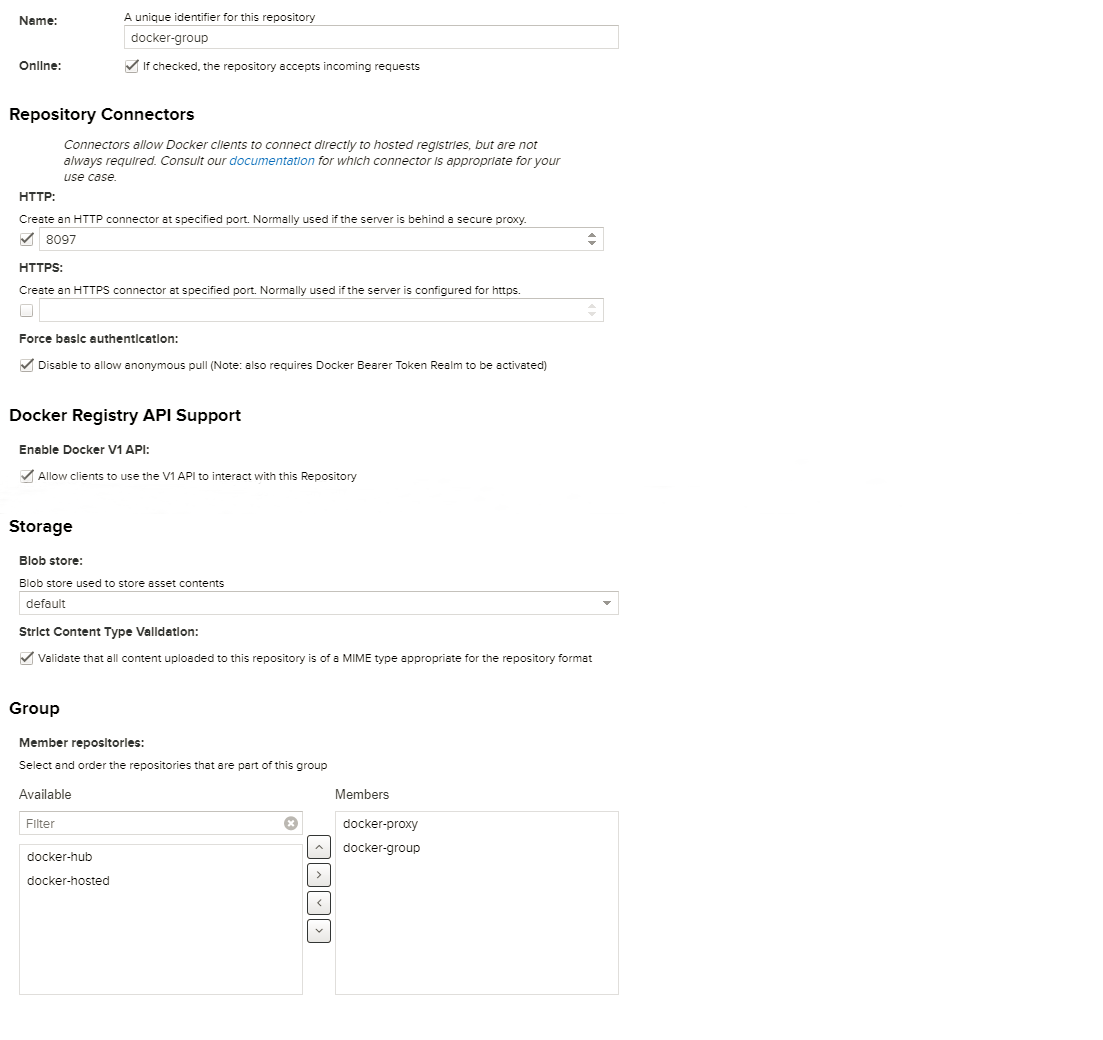 Name:
A unique identifier for this repository
docker-group
Online:
If checked, the repository accepts incoming requests
Repository Connectors
Connectors allow Docker clients to connect directly to hosted registries, but are not
always required. Consult our documentation for which connector is appropriate for your
use case.
HTTP:
Create an HTTP connector at specified port. Normally used if the server is behind a secure proxy.
8097
HTTPS:
Create an HTTPS connector at specified port. Normally used if the server is configured for https.
Force basic authentication:
Disable to allow anonymous pull (Note: also requires Docker Bearer Token Realm to be activated)
Docker Registry API Support
Enable Docker V1 API:
Allow clients to use the V1 API to interact with this Repository
Storage
Blob store:
Blob store used to store asset contents
default
Strict Content Type Validation:
Validate that all content uploaded to this repository is of a MIME type appropriate for the repository format
Group
Member repositories:
Select and order the repositories that are part of this group
Available
Filter
docker-hub
docker-hosted
Members
docker-proxy
docker-group